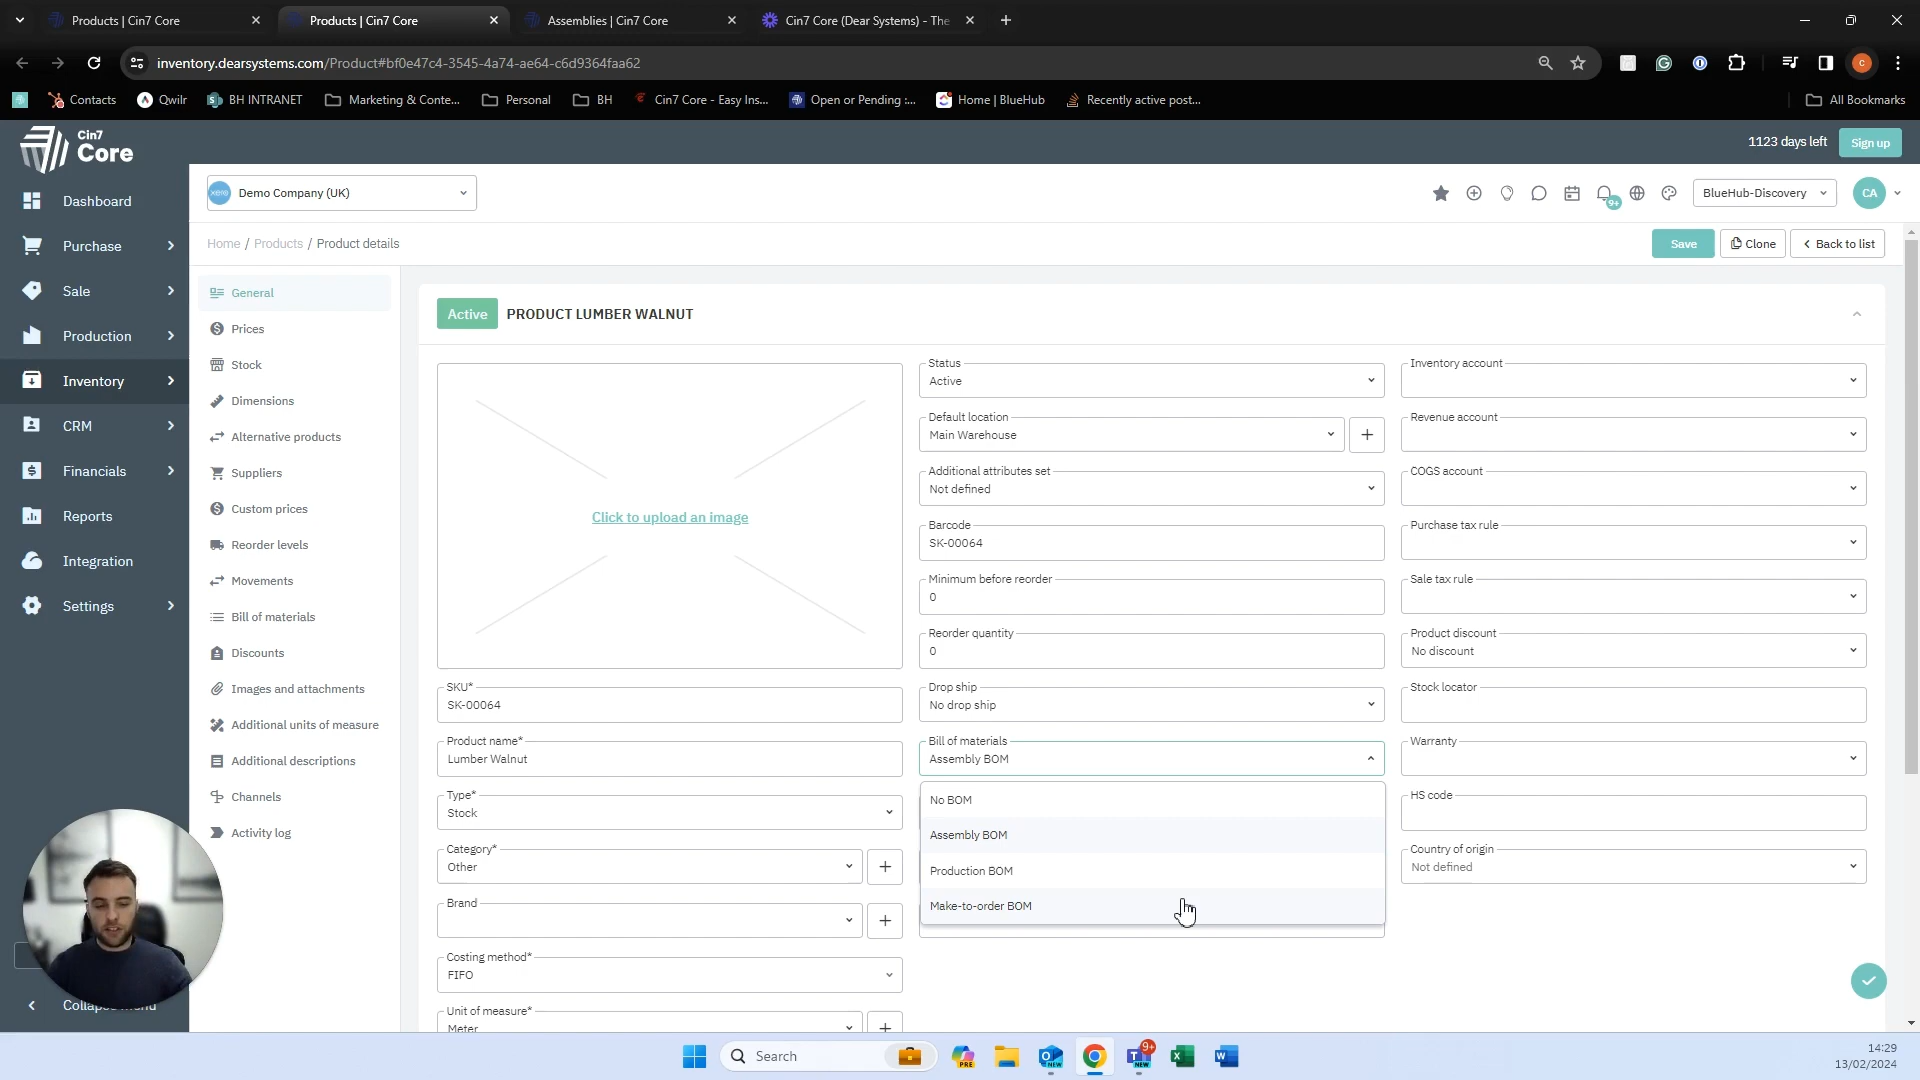 Products | Cin7 Core
Products | Cin7 Core
Assemblies | Cin7 Core
Cin7 Core (Dear Systems) - The
inventory.dearsystems.com/Product#bf0e47c4-3545-4a74-ae64-c6d9364faa62
C
Contacts
Qwilr
BH INTRANET
Marketing & Conte...
Personal
BH
Cin7 Core - Easy Ins...
Open or Pending :...
Home | BlueHub
Recently active post...
All Bookmarks
Cin7
Core
1123 days left
Sign up
xero
Demo Company (UK)
9+
BlueHub-Discovery
CA
Home / Products / Product details
Save
Clone
Back to list
Dashboard
Purchase
Sale
Production
Inventory
CRM
Financials
Reports
Integration
Settings
General
Prices
Stock
Dimensions
Alternative products
Suppliers
Custom prices
Reorder levels
Movements
Bill of materials
Discounts
Images and attachments
Additional units of measure
Additional descriptions
Channels
Activity log
Active
PRODUCT LUMBER WALNUT
Click to upload an image
SKU*
SK-00064
Product name*
Lumber Walnut
Type*
Stock
Category*
Other
Brand
Costing method*
FIFO
Unit of measure*
Meter
Status
Active
Default location
Main Warehouse
Additional attributes set
Not defined
Barcode
SK-00064
Minimum before reorder
0
Reorder quantity
0
Drop ship
No drop ship
Bill of materials
Assembly BOM
No BOM
Assembly BOM
Production BOM
Make-to-order BOM
Inventory account
Revenue account
COGS account
Purchase tax rule
Sale tax rule
Product discount
No discount
Stock locator
Warranty
HS code
Country of origin
Not defined
Search
PRE
NEW
9+
NEW
14:29
13/02/2024